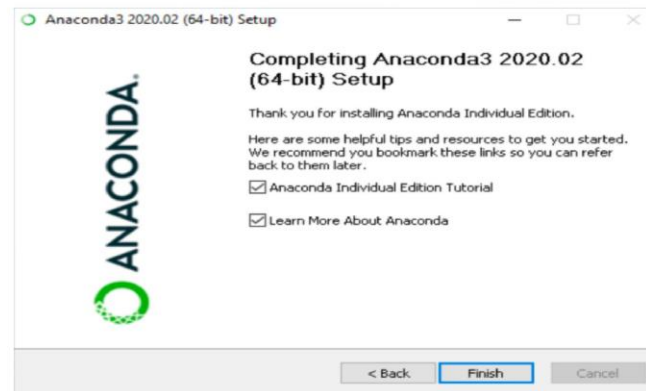 Anaconda3 2020.02 (64-bit) Setup
Completing Anaconda3 2020.02
(64-bit) Setup
Thank you for installing Anaconda Individual Edition.
Here are some helpful tips and resources to get you started.
We recommend you bookmark these links so you can refer
back to them later.
Anaconda Individual Edition Tutorial
Learn More About Anaconda
ANACONDA.
< Back
Finish
Cancel